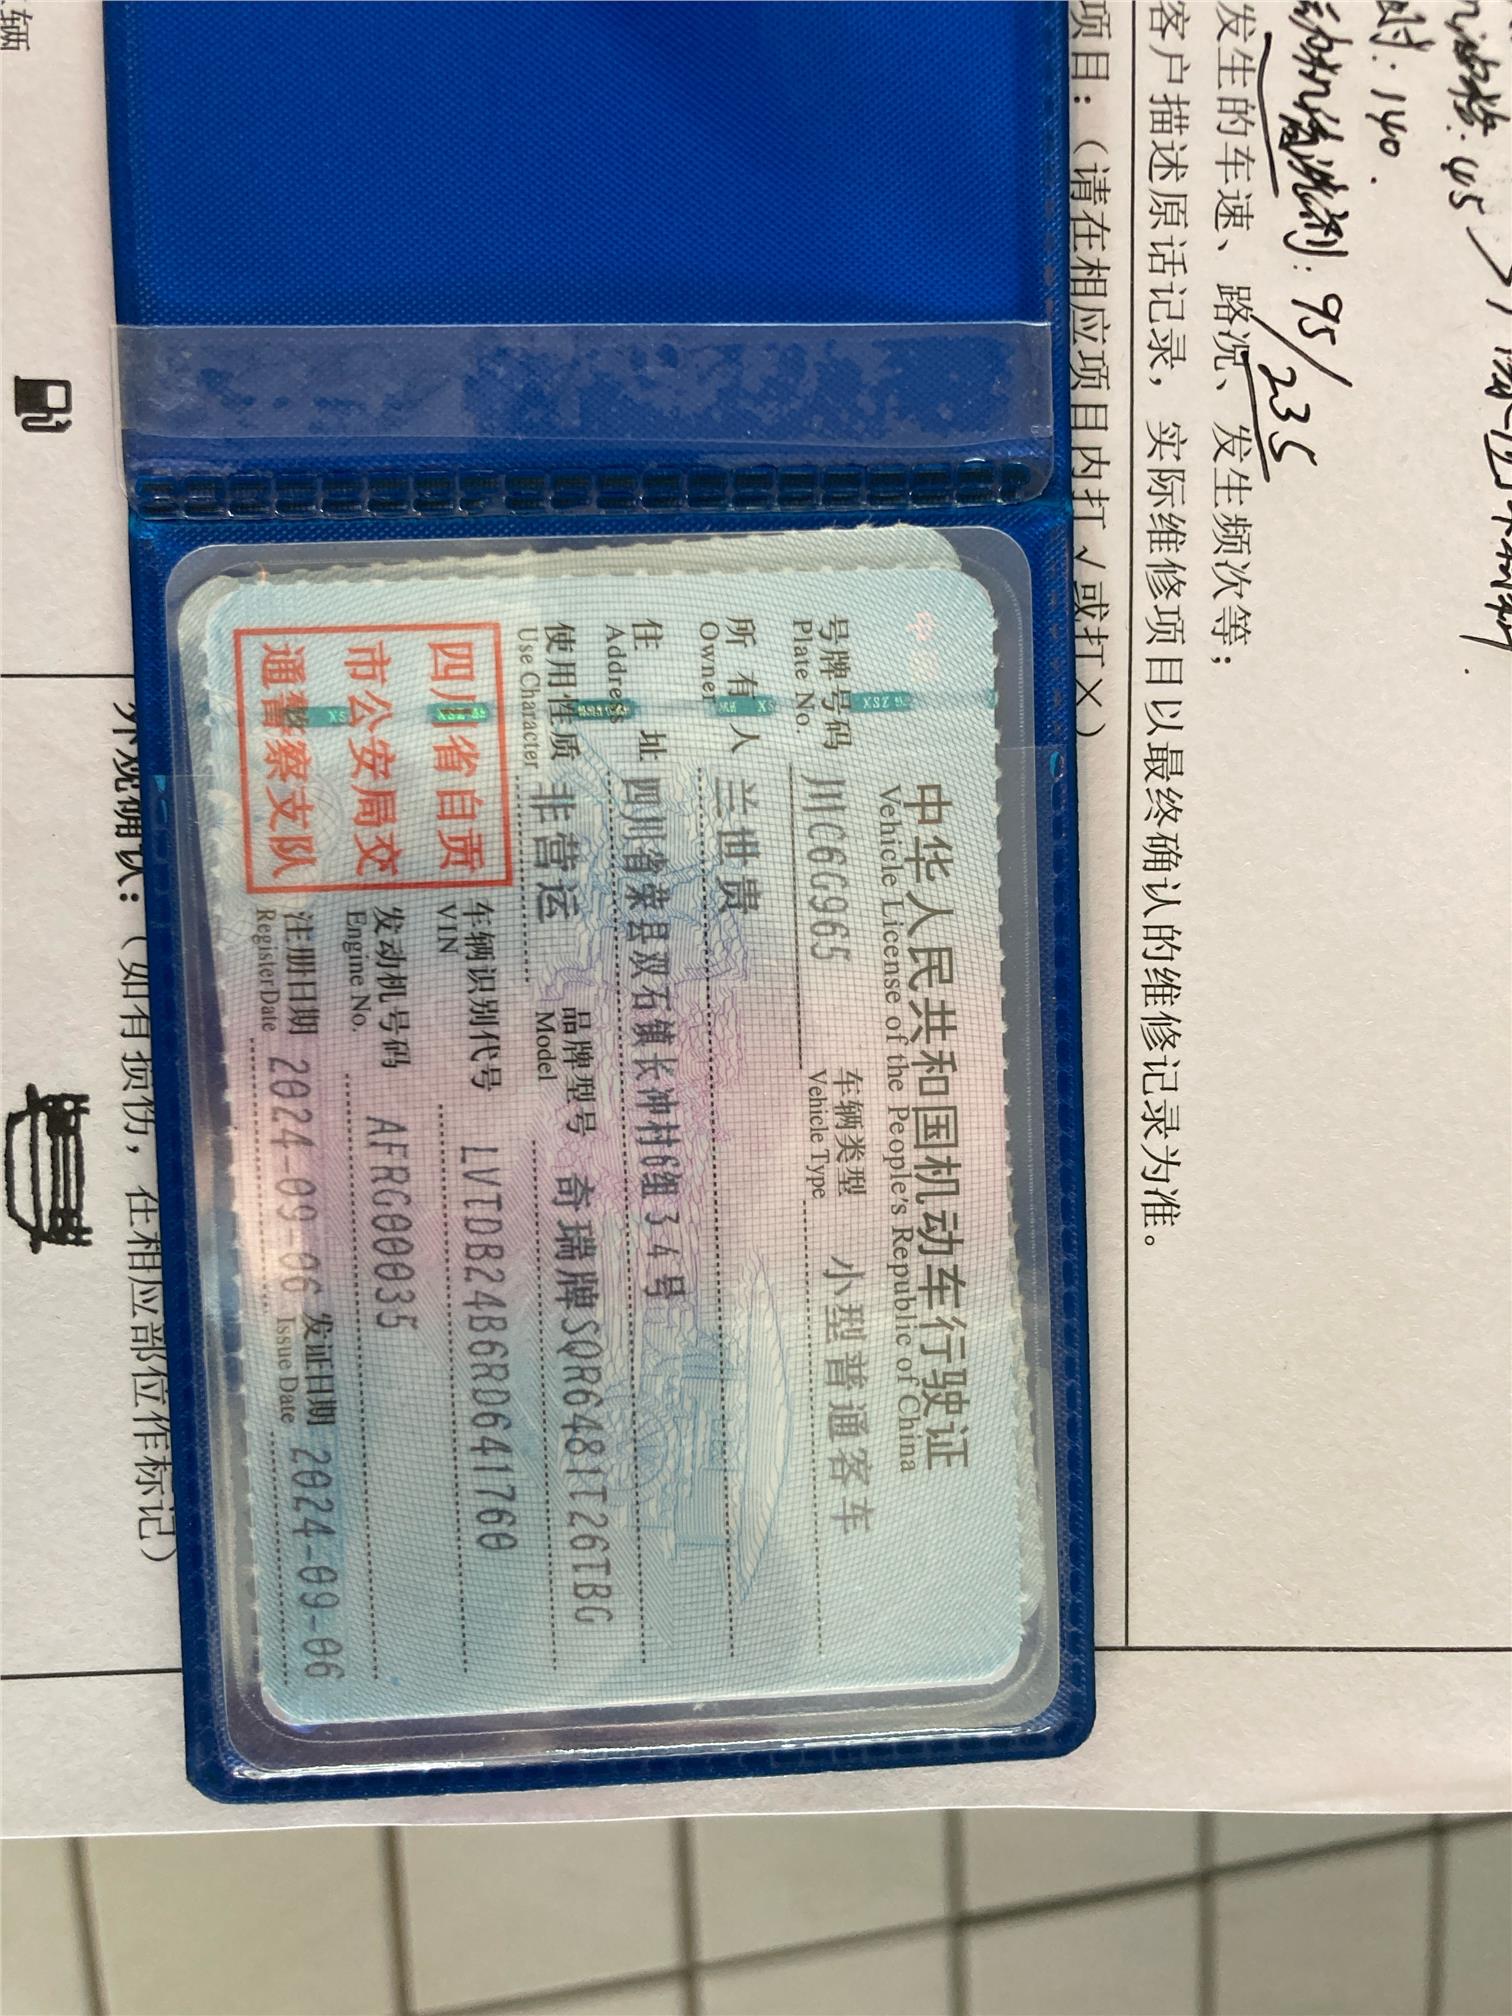 时:140.
清洗剂:95/235
发生的车速、路况、发生频次等;
客户描述原话记录,实际维修项目以最终确认的维修记录为准。
项目:(请在相应项目内打√或打×)
中华人民共和国机动车行驶证
Vehicle License of the People's Republic of China
号牌号码 川C6G965 车辆类型 小型普通客车
Plate No. Vehicle Type
所有人 兰世贵
Owner
住址 四川省荣县双石镇长冲村6组34号
Address
使用性质 非营运 品牌型号 奇瑞牌SQR6481T26TBG
Use Character Model
四川省自贡
市公安局交
通警察支队
车辆识别代号 LVTDB24B6RD641760
VIN
发动机号码 AFRG00035
Engine No.
注册日期 2024-09-06 发证日期 2024-09-06
Register Date Issue Date
外观确认:(如有损伤,在相应部位作标记)
辆